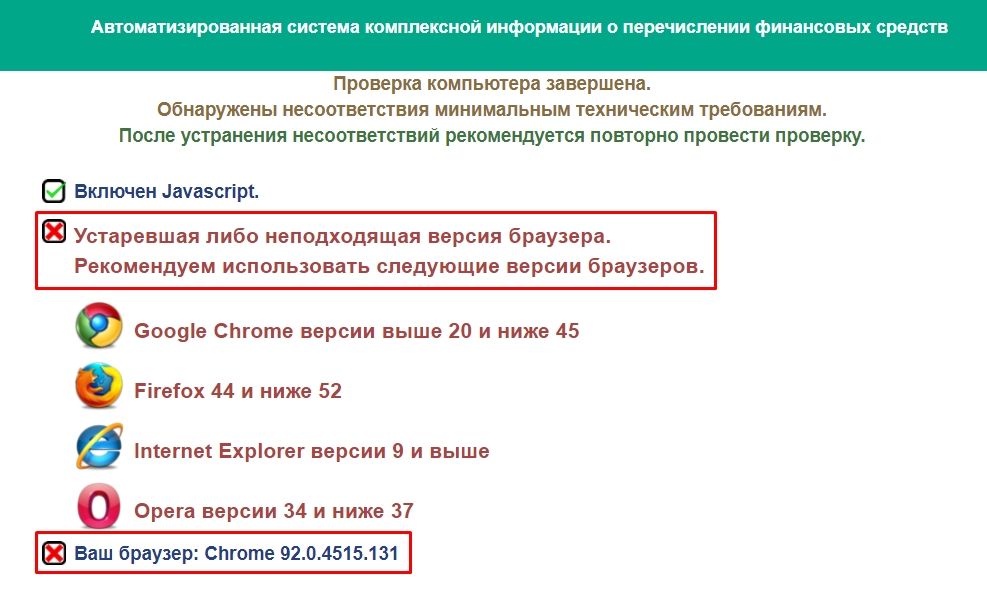 Автоматизированная система комплексной информации о перечислении финансовых средств
Проверка компьютера завершена.
Обнаружены несоответствия минимальным техническим требованиям.
После устранения несоответствий рекомендуется повторно провести проверку.
Включен Javascript.
Устаревшая либо неподходящая версия браузера.
Рекомендуем использовать следующие версии браузеров.
Google Chrome версии выше 20 и ниже 45
Firefox 44 и ниже 52
Internet Explorer версии 9 и выше
Opera версии 34 и ниже 37
Ваш браузер: Chrome 92.0.4515.131